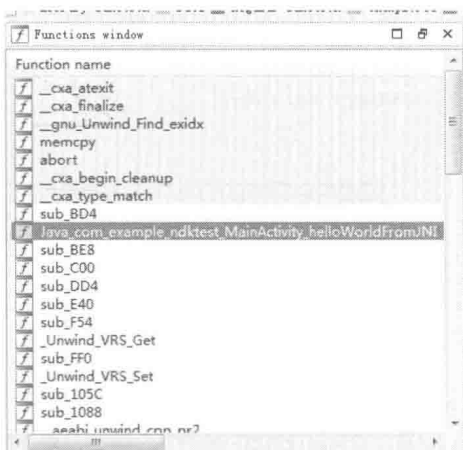 Functions window
Function name
__cxa_atexit
__cxa_finalize
__gnu_Unwind_Find_exidx
memcpy
abort
__cxa_begin_cleanup
__cxa_type_match
sub_BD4
Java_com_example_ndktest_MainActivity_helloWorldFromJNI
sub_BE8
sub_C00
sub_DD4
sub_E40
sub_F54
_Unwind_VRS_Get
sub_FF0
_Unwind_VRS_Set
sub_105C
sub_1088